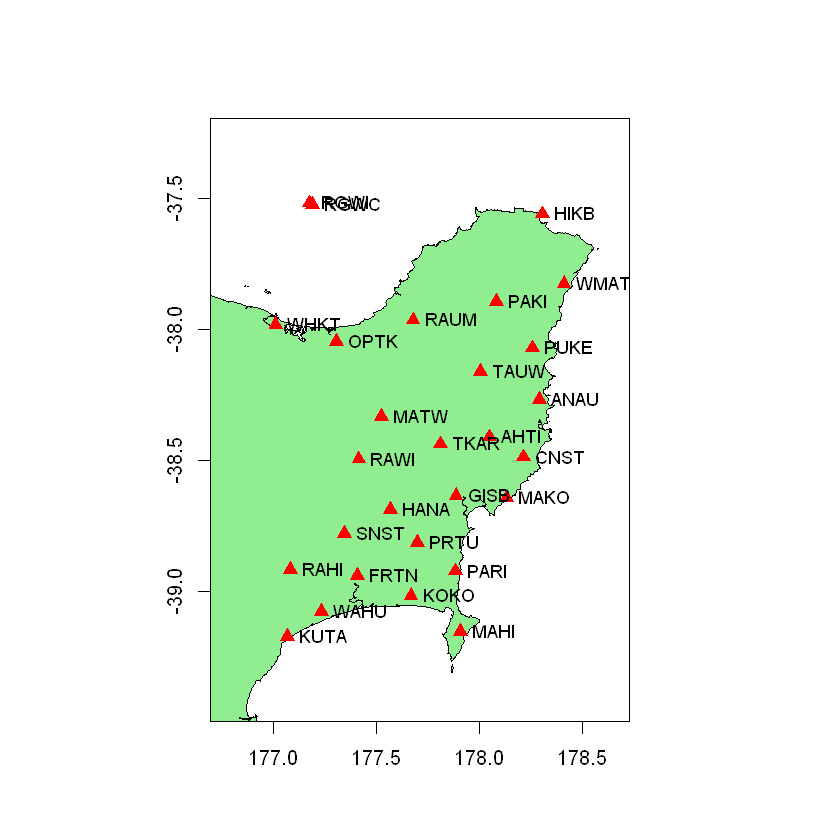 -37.5
-38.0
-38.5
-39.0
RGWI
RGWC
HIKB
WMAT
PAKI
RAUM
WHKT
OPTK
PUKE
TAUW
ANAU
MATW
AHTI
TKAR
CNST
RAWI
GISB
MAKO
HANA
SNST
PRTU
RAHI
FRTN
PARI
KOKO
WAHU
MAHI
KUTA
177.0 177.5 178.0 178.5